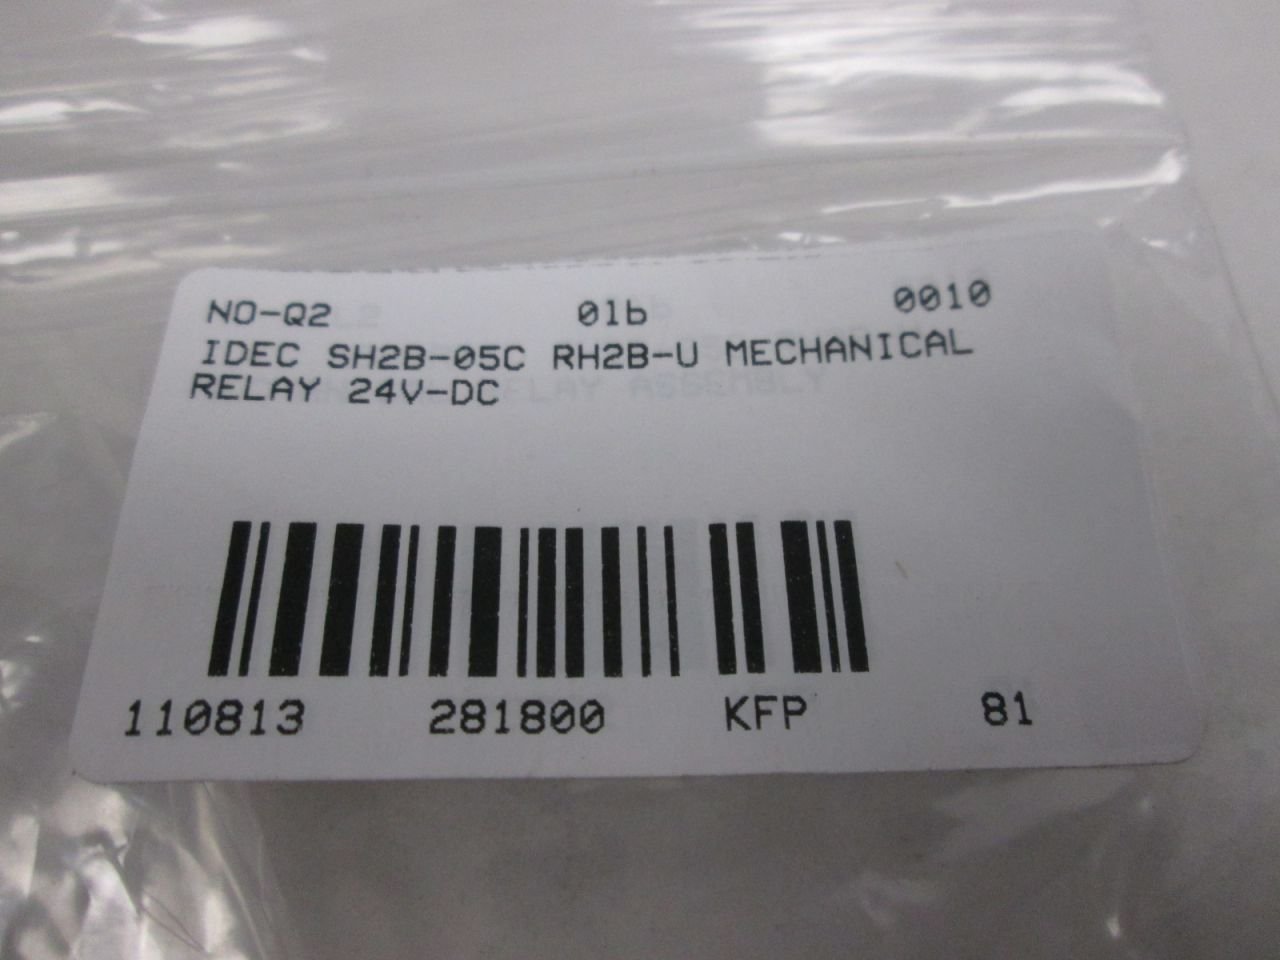 NO-Q2 01b 0010
IDEC SH2B-05C RH2B-U MECHANICAL
RELAY 24V-DC
110813 281800 KFP 81